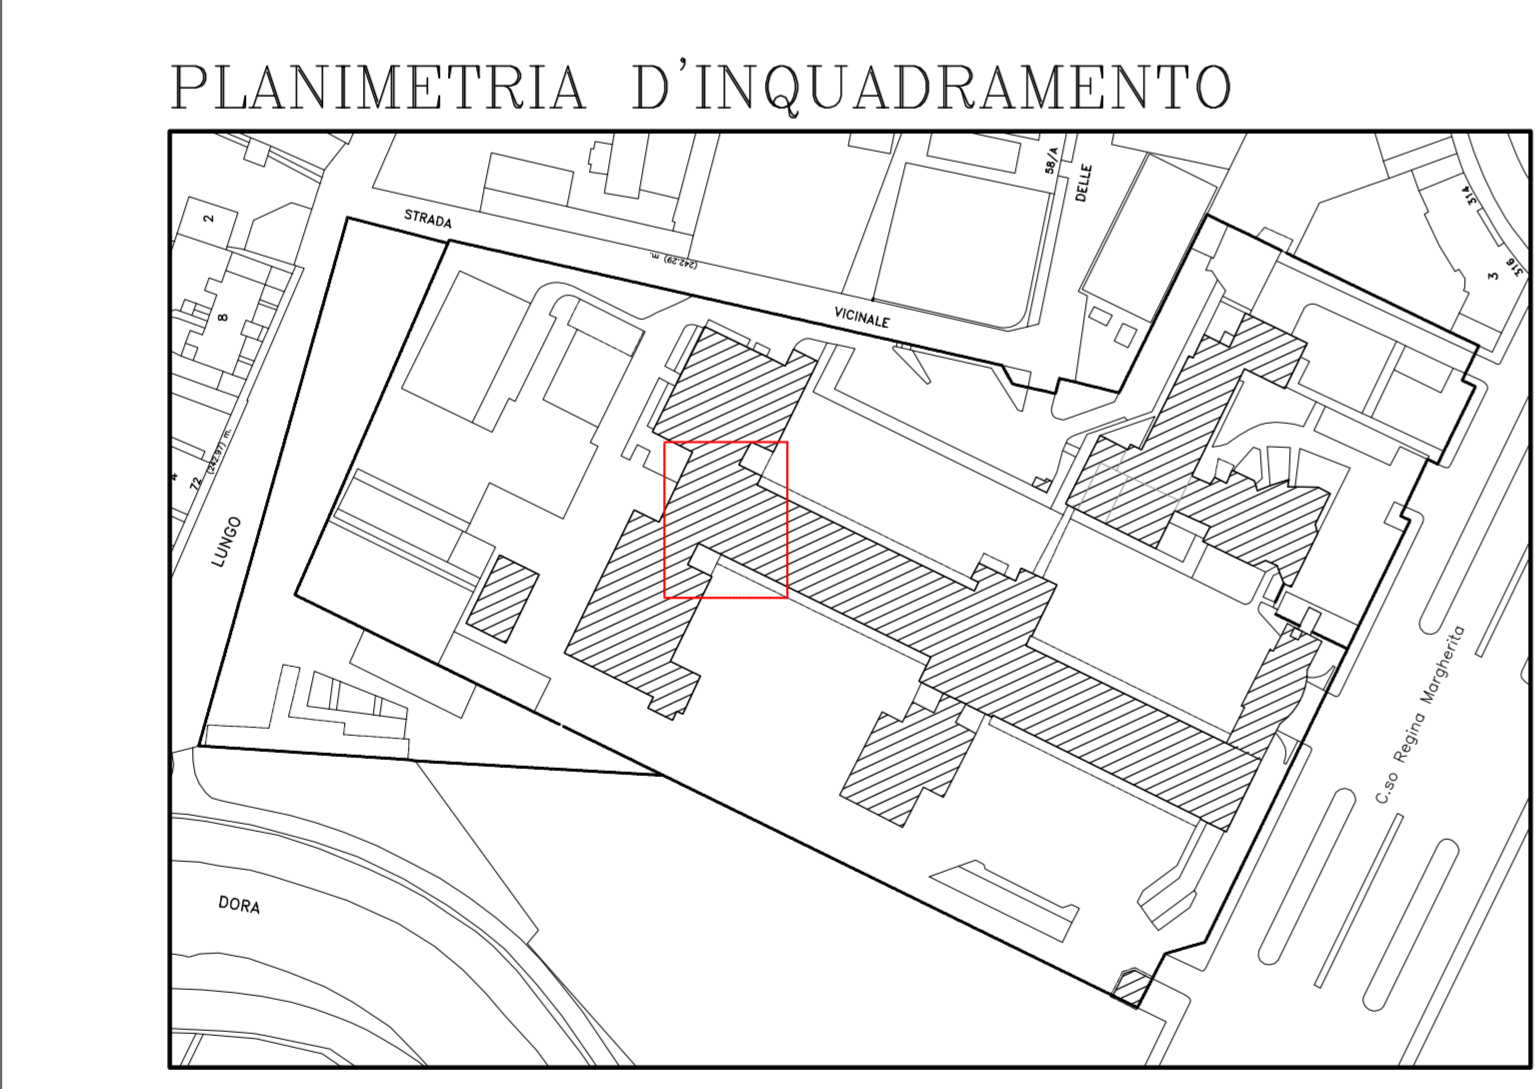 PLANIMETRIA D'INQUADRAMENTO
58/A
DELLE
314
2
STRADA
316
3
(242.29) m.
8
VICINALE
(242.97) m.
4
72
LUNGO
C.so Regina Margherita
DORA